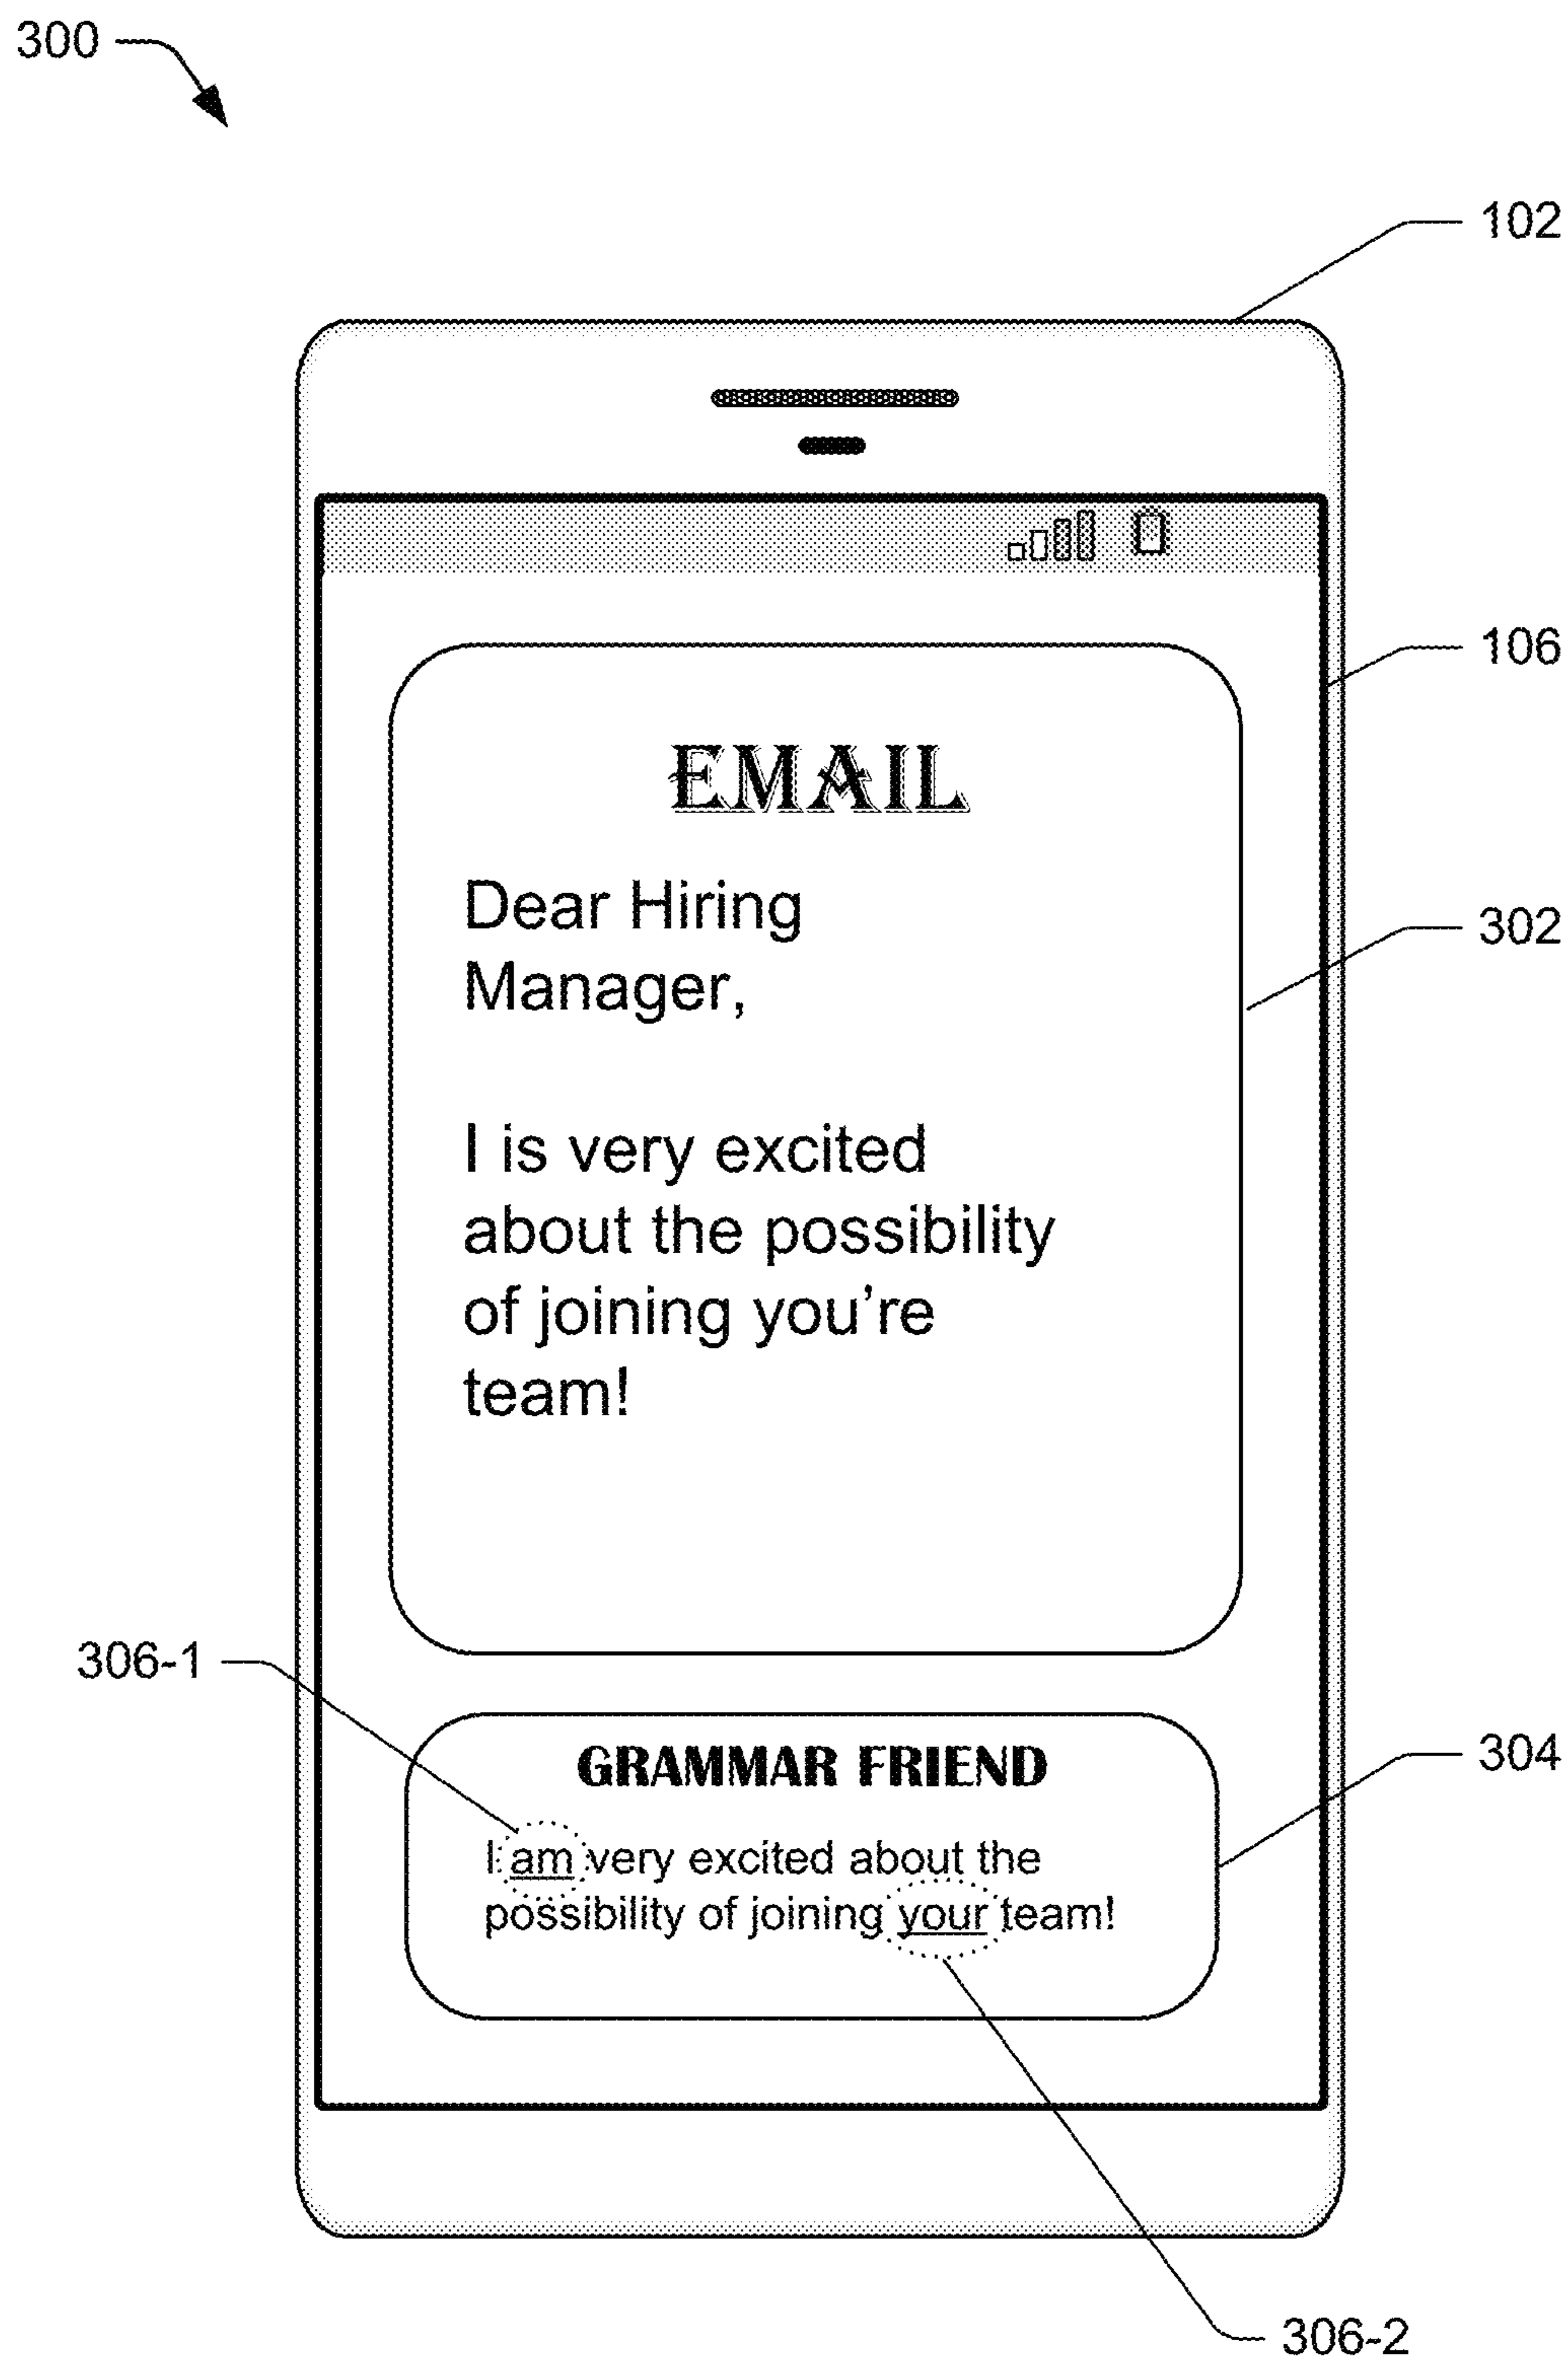 300
102
106
EMAIL
Dear Hiring
Manager,
302
I is very excited
about the possibility
of joining you're
team!
306-1
GRAMMAR FRIEND
304
I am very excited about the
possibility of joining your team!
306-2